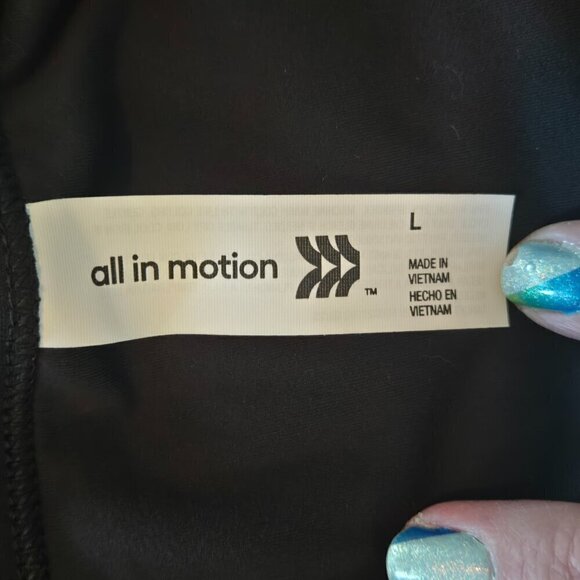 all in motion
TM
L
MADE IN
VIETNAM
HECHO EN
VIETNAM